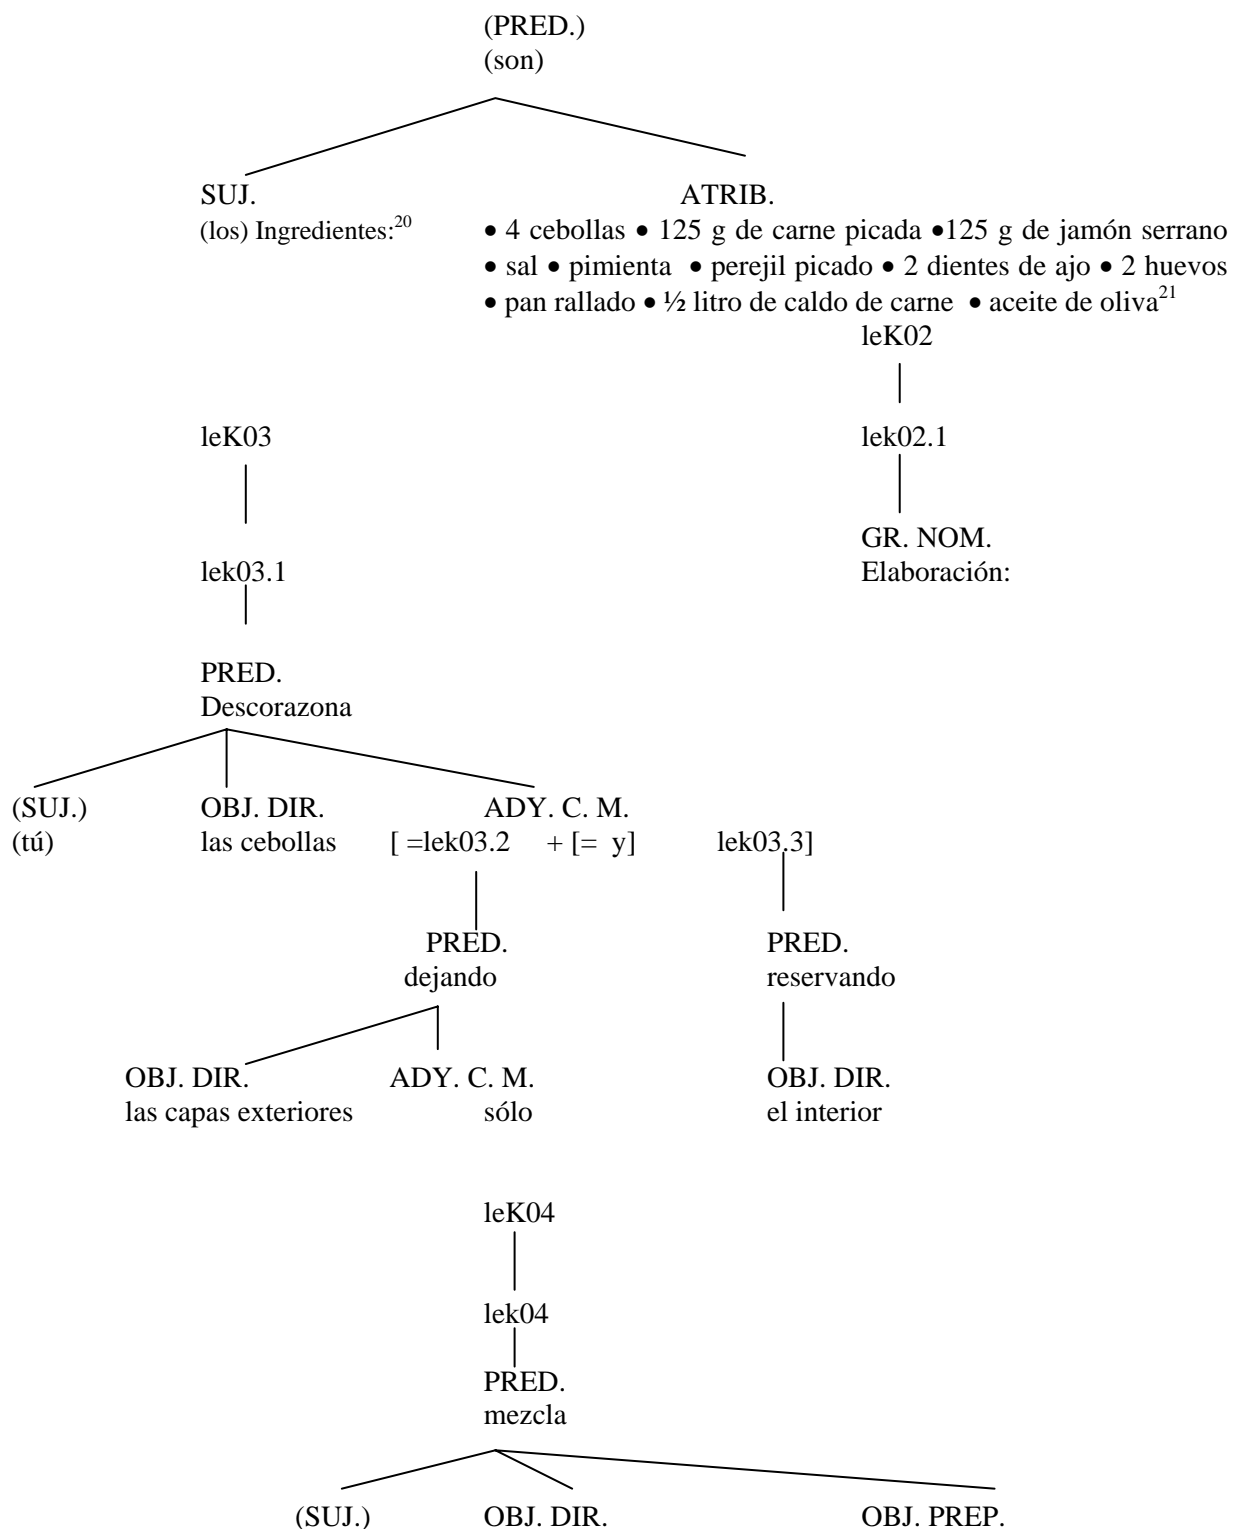 (PRED.)
(son)
SUJ. ATRIB.
(los) Ingredientes:20 • 4 cebollas • 125 g de carne picada •125 g de jamón serrano
• sal • pimienta • perejil picado • 2 dientes de ajo • 2 huevos
• pan rallado • ½ litro de caldo de carne • aceite de oliva21
leK02
leK03 lek02.1
GR. NOM.
lek03.1 Elaboración:
PRED.
Descorazona
(SUJ.) OBJ. DIR. ADY. C. M.
(tú) las cebollas [ =lek03.2 + [= y] lek03.3]
PRED. PRED.
dejando reservando
OBJ. DIR. ADY. C. M. OBJ. DIR.
las capas exteriores sólo el interior
leK04
lek04
PRED.
mezcla
(SUJ.) OBJ. DIR. OBJ. PREP.